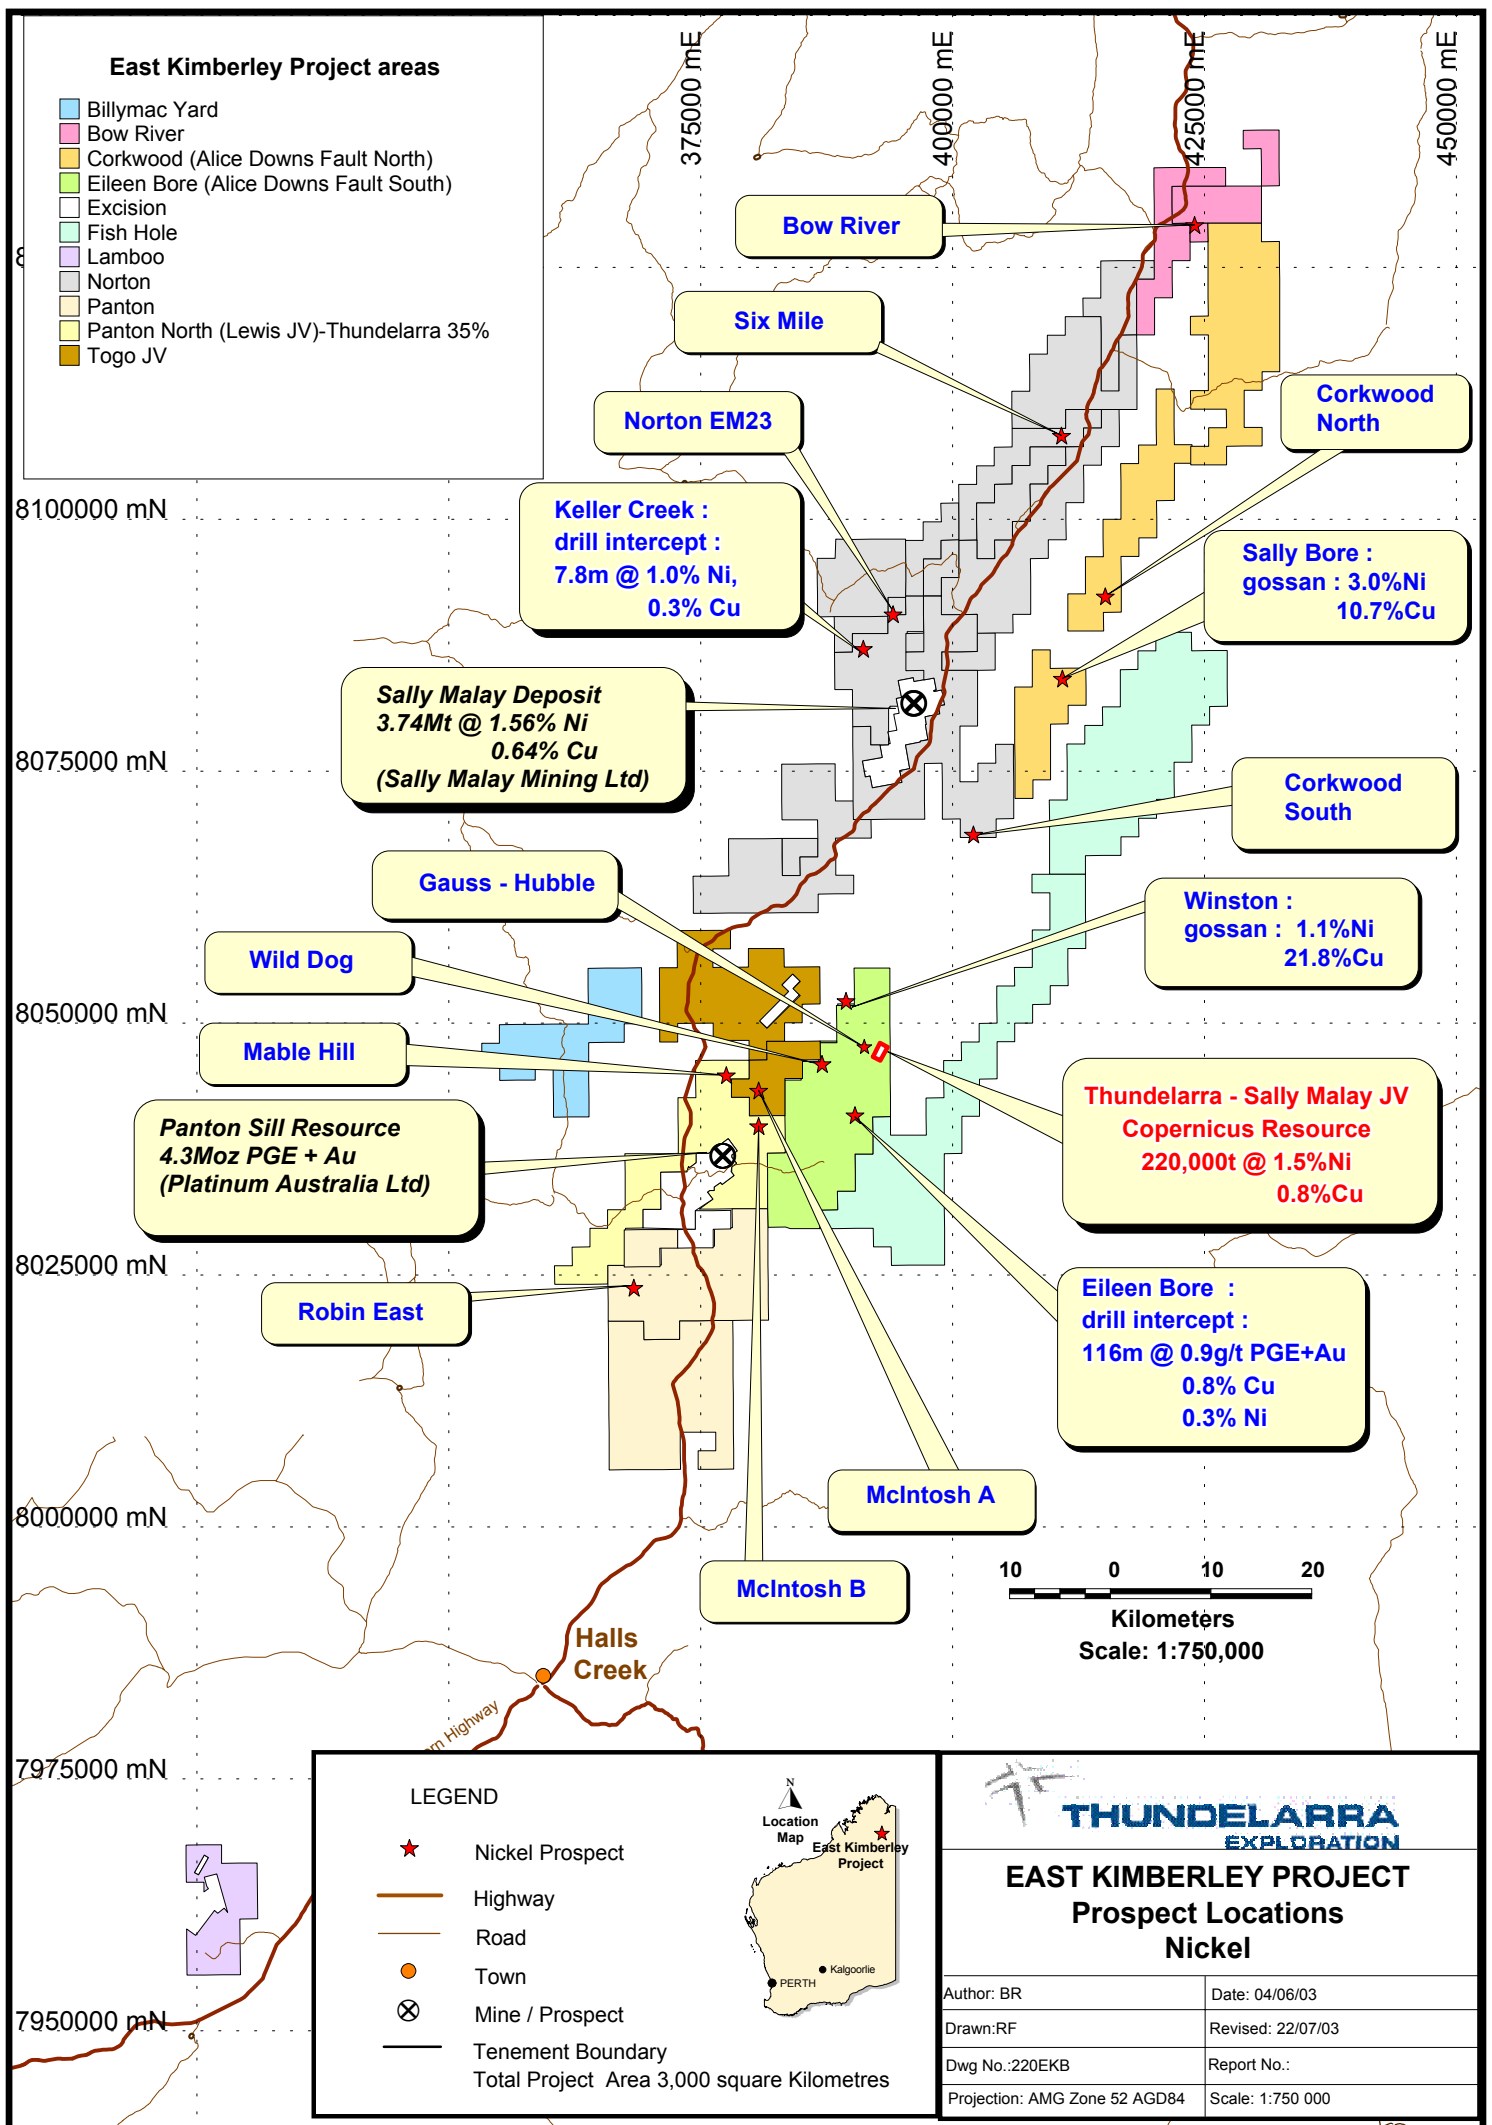 East Kimberley Project areas
Billymac Yard
Bow River
Corkwood (Alice Downs Fault North)
Eileen Bore (Alice Downs Fault South)
Excision
Fish Hole
Lamboo
Norton
Panton
Panton North (Lewis JV)-Thundelarra 35%
Togo JV
375000 mE
400000 mE
425000 mE
450000 mE
8
8100000 mN
8075000 mN
8050000 mN
8025000 mN
8000000 mN
7975000 mN
7950000 mN
Bow River
Six Mile
Norton EM23
Corkwood
North
Keller Creek :
drill intercept :
7.8m @ 1.0% Ni,
0.3% Cu
Sally Bore :
gossan : 3.0%Ni
10.7%Cu
Sally Malay Deposit
3.74Mt @ 1.56% Ni
0.64% Cu
(Sally Malay Mining Ltd)
Corkwood
South
Gauss - Hubble
Winston :
gossan : 1.1%Ni
21.8%Cu
Wild Dog
Mable Hill
Thundelarra - Sally Malay JV
Copernicus Resource
220,000t @ 1.5%Ni
0.8%Cu
Panton Sill Resource
4.3Moz PGE + Au
(Platinum Australia Ltd)
Robin East
Eileen Bore :
drill intercept :
116m @ 0.9g/t PGE+Au
0.8% Cu
0.3% Ni
McIntosh A
McIntosh B
10 0 10 20
Kilometers
Scale: 1:750,000
Halls
Creek
rn Highway
LEGEND
Nickel Prospect
Highway
Road
Town
Mine / Prospect
Tenement Boundary
Total Project Area 3,000 square Kilometres
N
Location
Map
East Kimberley
Project
Kalgoorlie
PERTH
THUNDELARRA
EXPLORATION
EAST KIMBERLEY PROJECT
Prospect Locations
Nickel
Author: BR
Date: 04/06/03
Drawn:RF
Revised: 22/07/03
Dwg No.:220EKB
Report No.:
Projection: AMG Zone 52 AGD84
Scale: 1:750 000